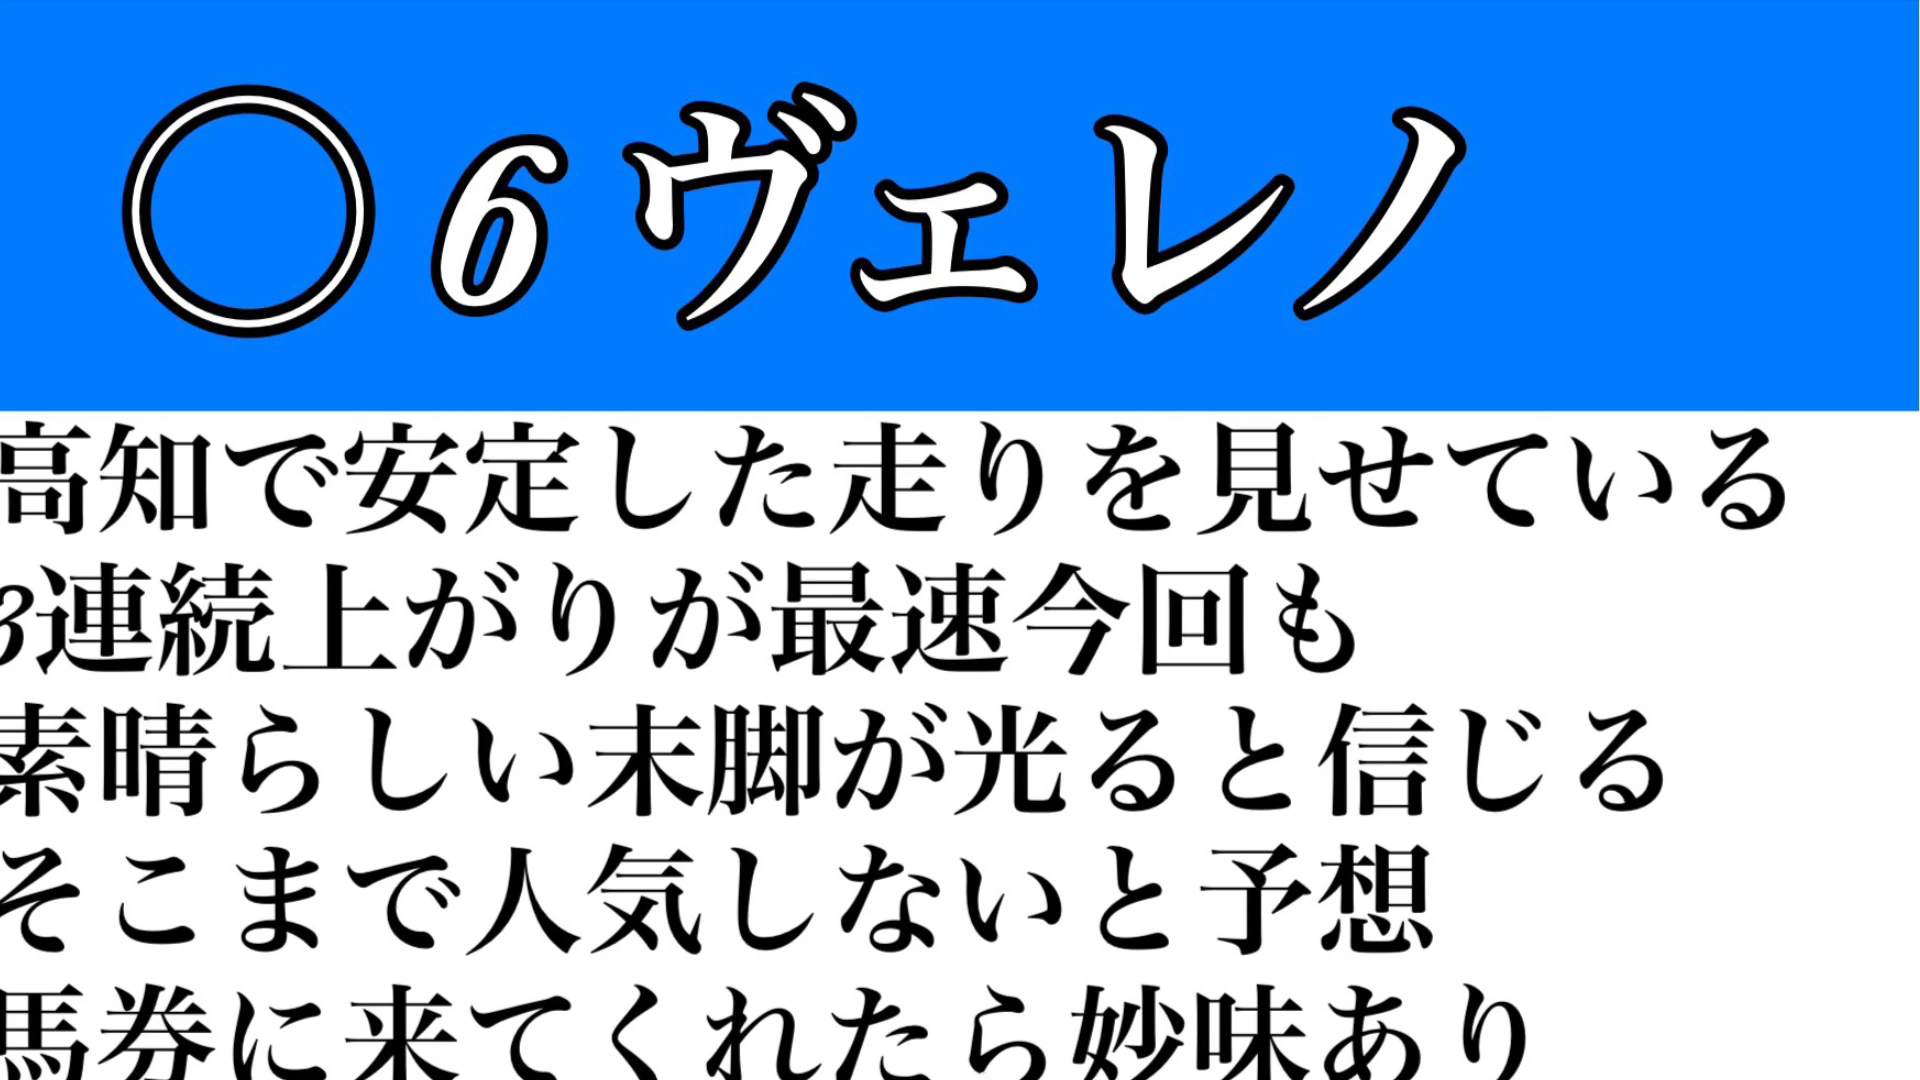 ○6ヴェレノ
高知で安定した走りを見せている
3連続上がりが最速今回も
素晴らしい末脚が光ると信じる
そこまで人気しないと予想
馬券に来てくれたら妙味あり